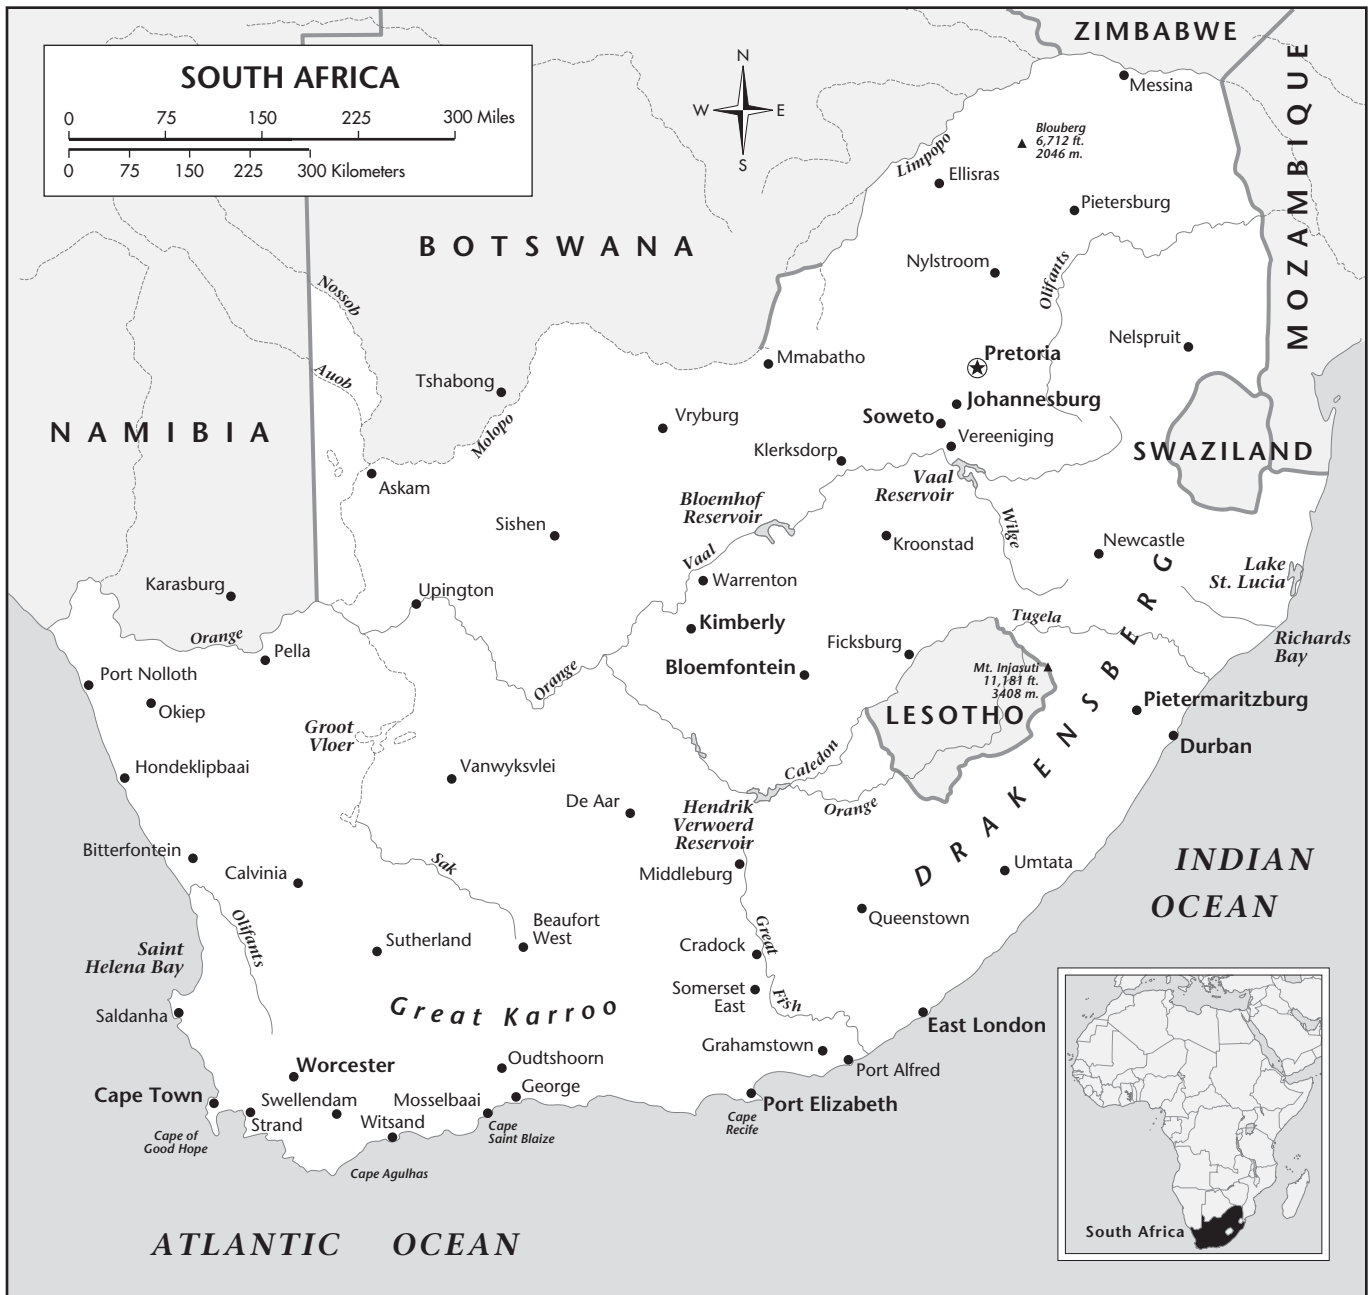 SOUTH AFRICA
0 75 150 225 300 Miles
0 75 150 225 300 Kilometers
N
W E
S
ZIMBABWE
MOZAMBIQUE
BOTSWANA
NAMIBIA
SWAZILAND
LESOTHO
Messina
Blouberg
6,712 ft.
2046 m.
Limpopo
Ellisras
Pietersburg
Nylstroom
Olifants
Nelspruit
Pretoria
Johannesburg
Soweto
Vereeniging
Mmabatho
Nossob
Auob
Tshabong
Molopo
Vryburg
Klerksdorp
Askam
Vaal
Reservoir
Bloemhof
Reservoir
Sishen
Kroonstad
Wilge
Newcastle
Lake
St. Lucia
Vaal
Warrenton
Karasburg
Upington
Kimberly
Tugela
Richards
Bay
Orange
Pella
Ficksburg
Bloemfontein
Mt. Injasuti
11,181 ft.
3408 m.
Port Nolloth
Okiep
Orange
Pietermaritzburg
Durban
Groot
Vloer
Hondeklipbaai
Vanwyksvlei
Caledon
De Aar
Hendrik
Verwoerd
Reservoir
Orange
DRAKENSBERG
Bitterfontein
Calvinia
Sak
Middleburg
Umtata
INDIAN
OCEAN
Queenstown
Olifants
Beaufort
West
Great
Fish
Cradock
Sutherland
Saint
Helena Bay
Somerset
East
Saldanha
Great Karroo
East London
Grahamstown
Port Alfred
Worcester
Oudtshoorn
George
Cape Town
Swellendam
Mosselbaai
Port Elizabeth
Strand
Witsand
Cape
Saint Blaize
Cape
Recife
Cape of
Good Hope
Cape Agulhas
ATLANTIC OCEAN
South Africa